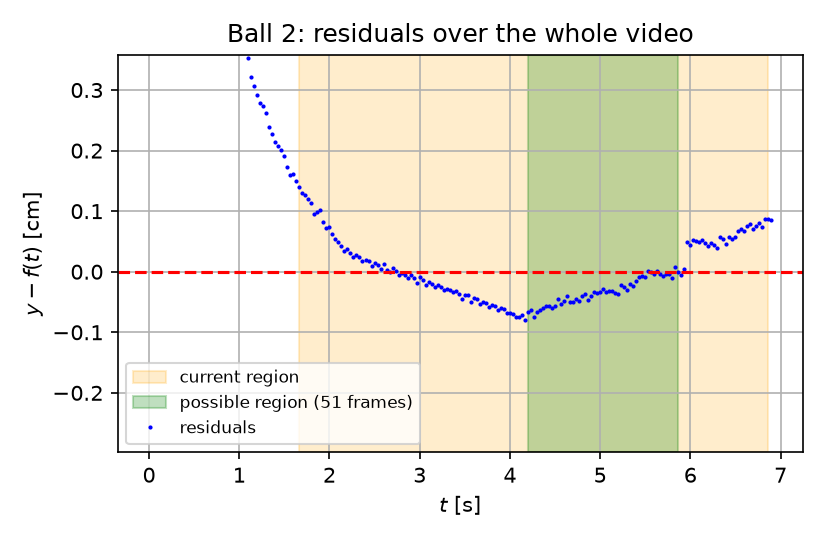 Ball 2: residuals over the whole video
y − f(t) [cm]
0.3
0.2
0.1
0.0
−0.1
−0.2
current region
possible region (51 frames)
residuals
0 1 2 3 4 5 6 7
t [s]